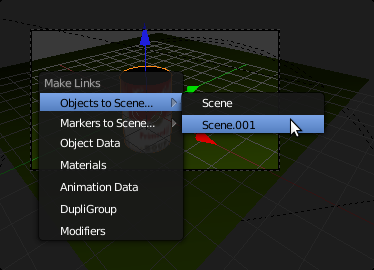 Make Links
Objects to Scene...
Scene
Markers to Scene...
Scene.001
Object Data
Materials
Animation Data
DupliGroup
Modifiers